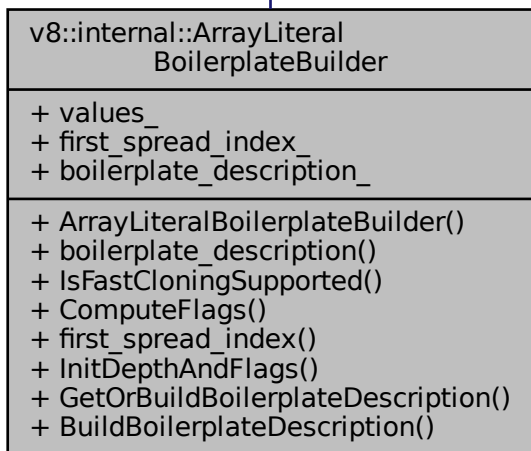 v8::internal::ArrayLiteral
BoilerplateBuilder
+ values_
+ first_spread_index_
+ boilerplate_description_
+ ArrayLiteralBoilerplateBuilder()
+ boilerplate_description()
+ IsFastCloningSupported()
+ ComputeFlags()
+ first_spread_index()
+ InitDepthAndFlags()
+ GetOrBuildBoilerplateDescription()
+ BuildBoilerplateDescription()